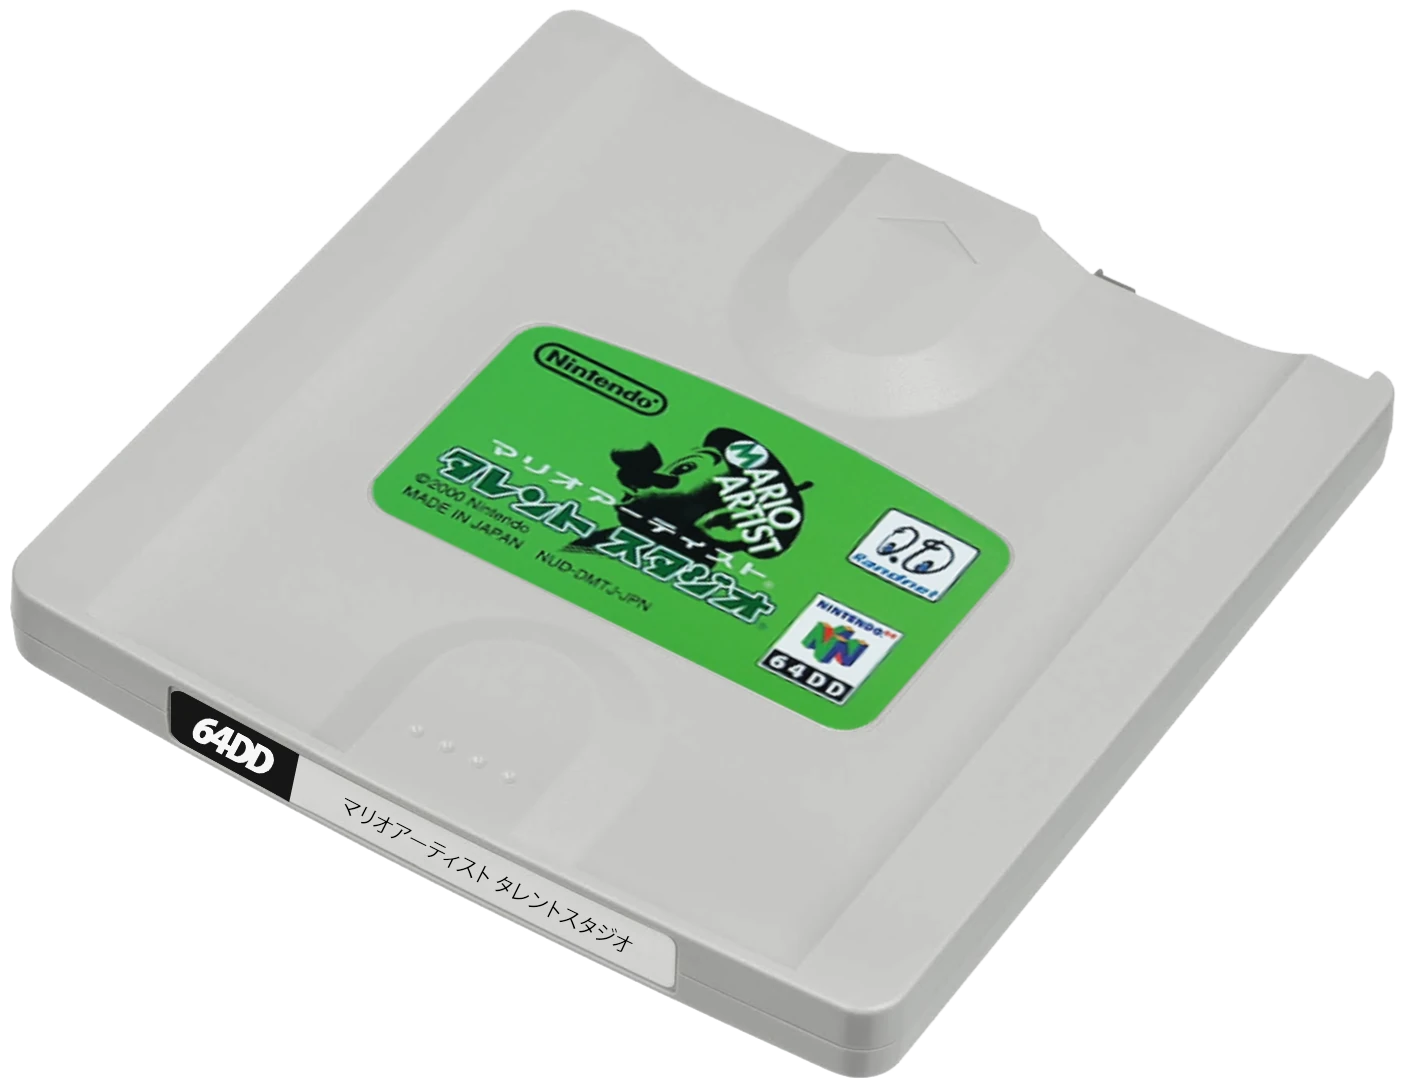 Nintendo
MARIO
ARTIST
マリオアーティスト
タレントスタジオ
©2000 Nintendo
MADE IN JAPAN NUD-DMTJ-JPN
Randnet
NINTENDO64
64DD
64DD
マリオアーティスト タレントスタジオ